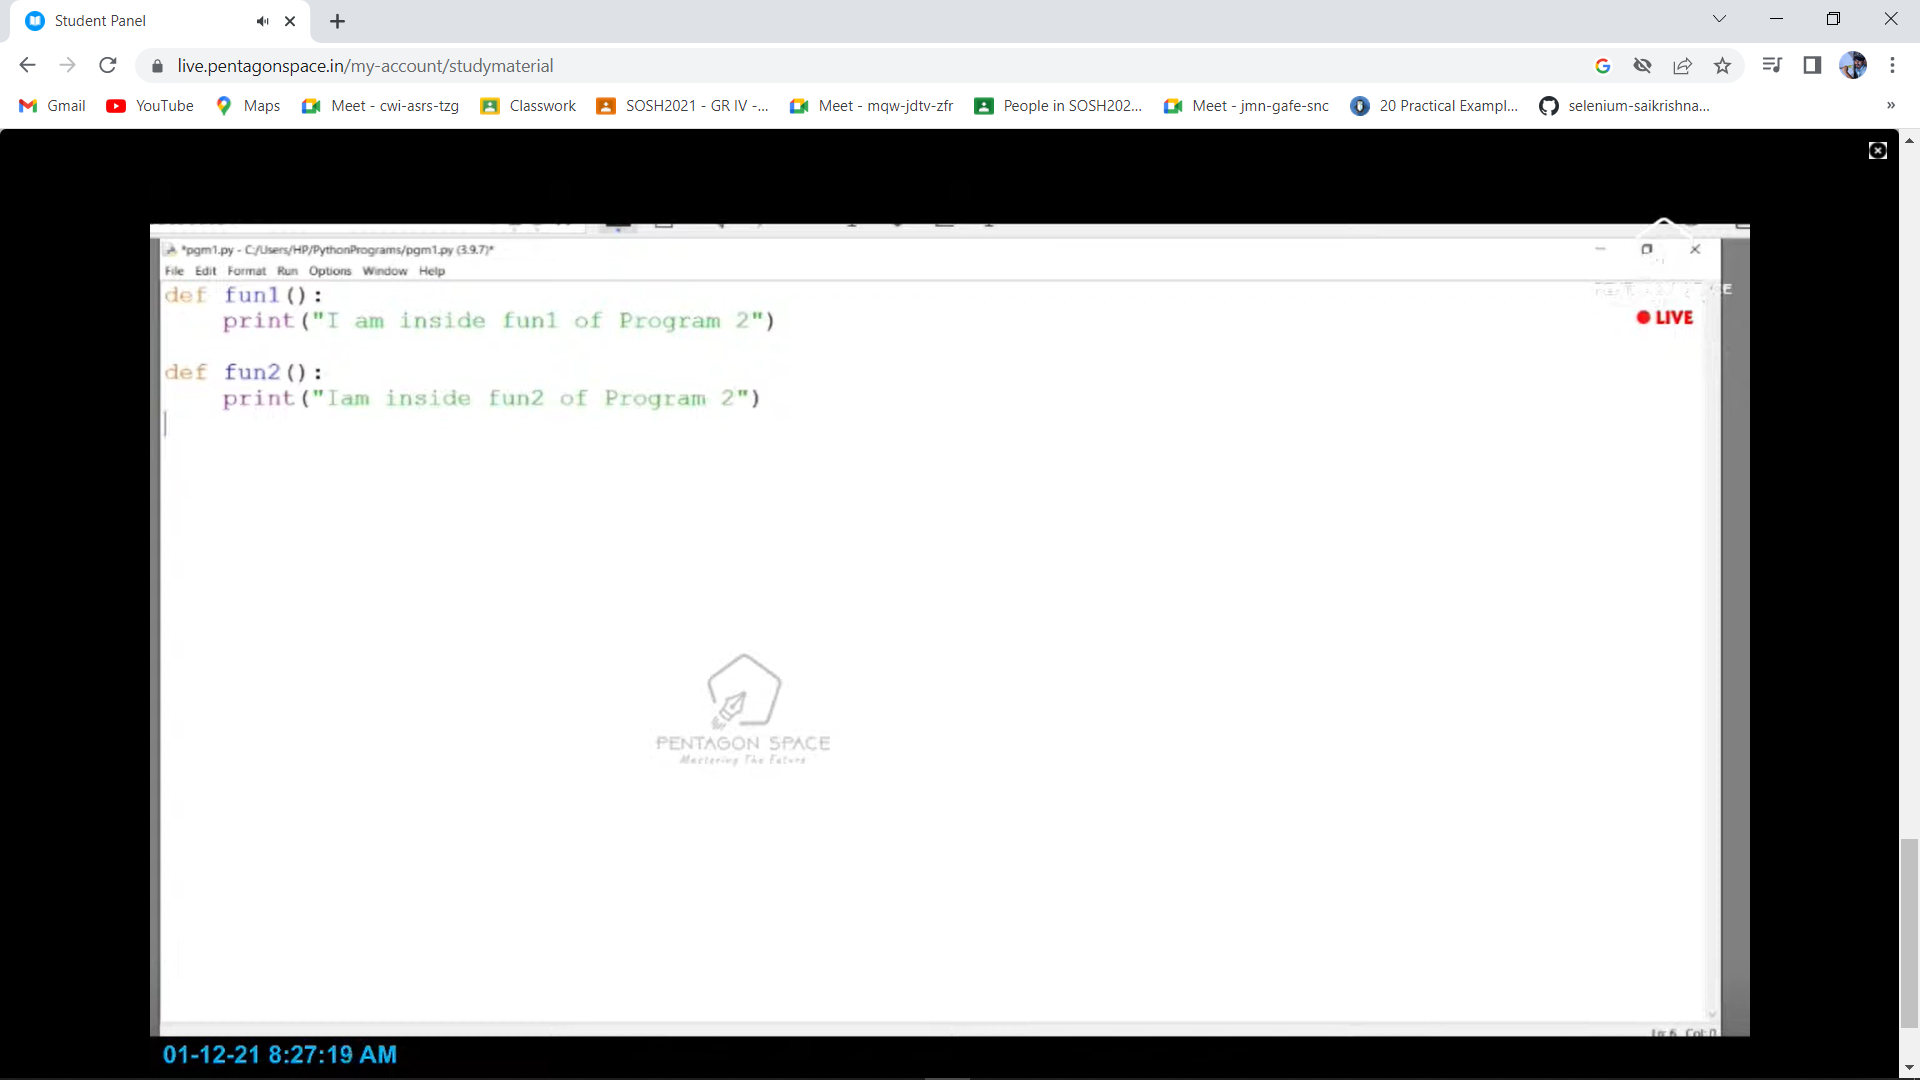 Student Panel
live.pentagonspace.in/my-account/studymaterial
Gmail YouTube Maps Meet - cwi-asrs-tzg Classwork SOSH2021 - GR IV -... Meet - mqw-jdtv-zfr People in SOSH202... Meet - jmn-gafe-snc 20 Practical Exampl... selenium-saikrishna... »
*pgm1.py - C:/Users/HP/PythonPrograms/pgm1.py (3.9.7)*
File Edit Format Run Options Window Help
def fun1():
print("I am inside fun1 of Program 2")
LIVE
def fun2():
print("Iam inside fun2 of Program 2")
PENTAGON SPACE
Mastering The Future
Ln: 6 Col: 0
01-12-21 8:27:19 AM